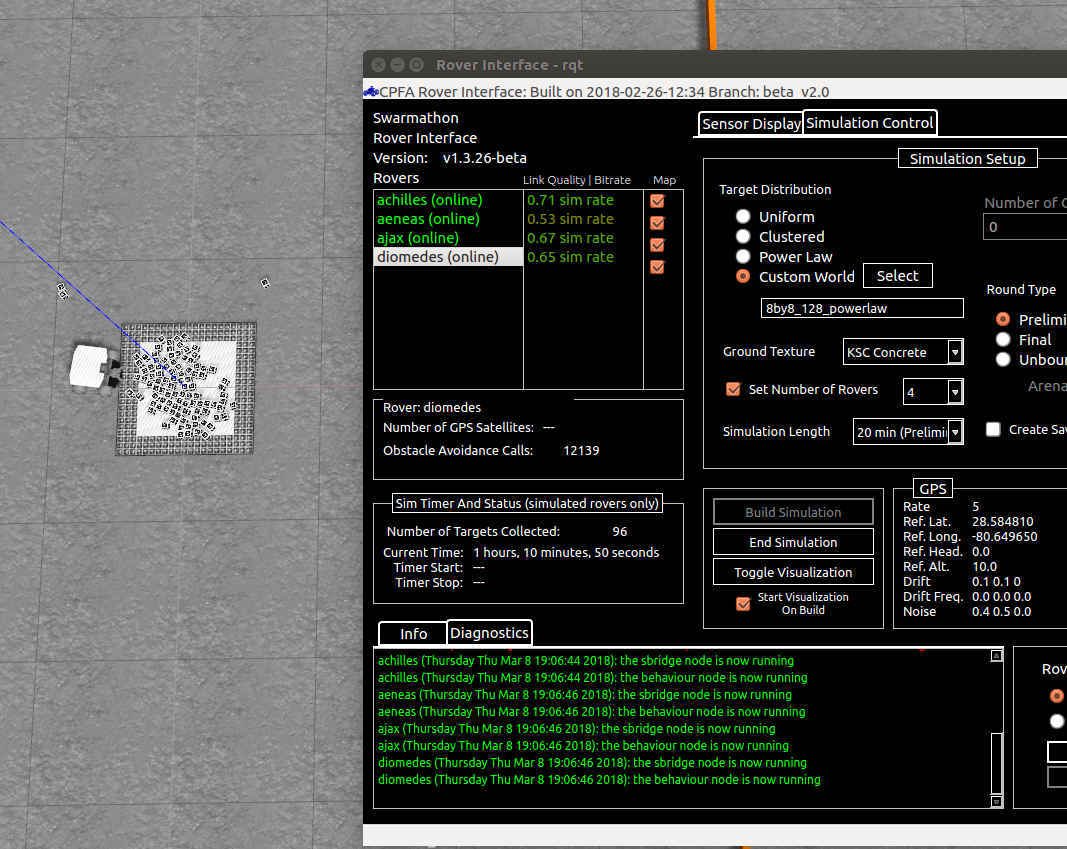 Rover Interface - rqt
CPFA Rover Interface: Built on 2018-02-26-12:34 Branch: beta  v2.0
Swarmathon
Rover Interface
Version: v1.3.26-beta
Rovers Link Quality | Bitrate Map
achilles (online) 0.71 sim rate
aeneas (online) 0.53 sim rate
ajax (online) 0.67 sim rate
diomedes (online) 0.65 sim rate
Rover: diomedes
Number of GPS Satellites: ---
Obstacle Avoidance Calls: 12139
Sim Timer And Status (simulated rovers only)
Number of Targets Collected: 96
Current Time: 1 hours, 10 minutes, 50 seconds
Timer Start: ---
Timer Stop: ---
Sensor Display Simulation Control
Simulation Setup
Target Distribution
Uniform
Clustered
Power Law
Custom World Select
8by8_128_powerlaw
Ground Texture KSC Concrete
Set Number of Rovers 4
Simulation Length 20 min (Prelimi
Number of C
0
Round Type
Prelimi
Final
Unbou
Arena
Create Sav
Build Simulation
End Simulation
Toggle Visualization
Start Visualization
On Build
GPS
Rate 5
Ref. Lat. 28.584810
Ref. Long. -80.649650
Ref. Head. 0.0
Ref. Alt. 10.0
Drift 0.1 0.1 0
Drift Freq. 0.0 0.0 0.0
Noise 0.4 0.5 0.0
Info Diagnostics
achilles (Thursday Thu Mar 8 19:06:44 2018): the sbridge node is now running
achilles (Thursday Thu Mar 8 19:06:44 2018): the behaviour node is now running
aeneas (Thursday Thu Mar 8 19:06:46 2018): the sbridge node is now running
aeneas (Thursday Thu Mar 8 19:06:46 2018): the behaviour node is now running
ajax (Thursday Thu Mar 8 19:06:46 2018): the sbridge node is now running
ajax (Thursday Thu Mar 8 19:06:46 2018): the behaviour node is now running
diomedes (Thursday Thu Mar 8 19:06:46 2018): the sbridge node is now running
diomedes (Thursday Thu Mar 8 19:06:46 2018): the behaviour node is now running
Rov